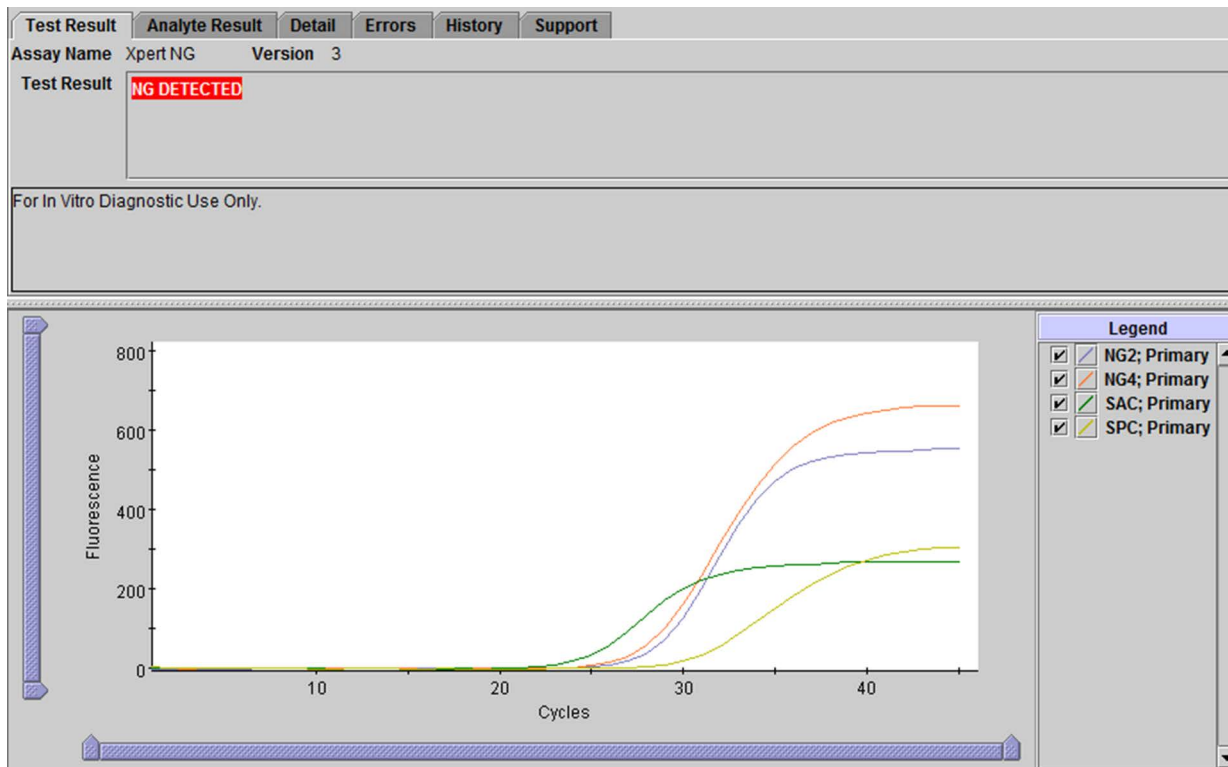 Test Result Analyte Result Detail Errors History Support
Assay Name Xpert NG Version 3
Test Result NG DETECTED
For In Vitro Diagnostic Use Only.
800
600
400
200
0
Fluorescence
10 20 30 40
Cycles
Legend
NG2; Primary
NG4; Primary
SAC; Primary
SPC; Primary